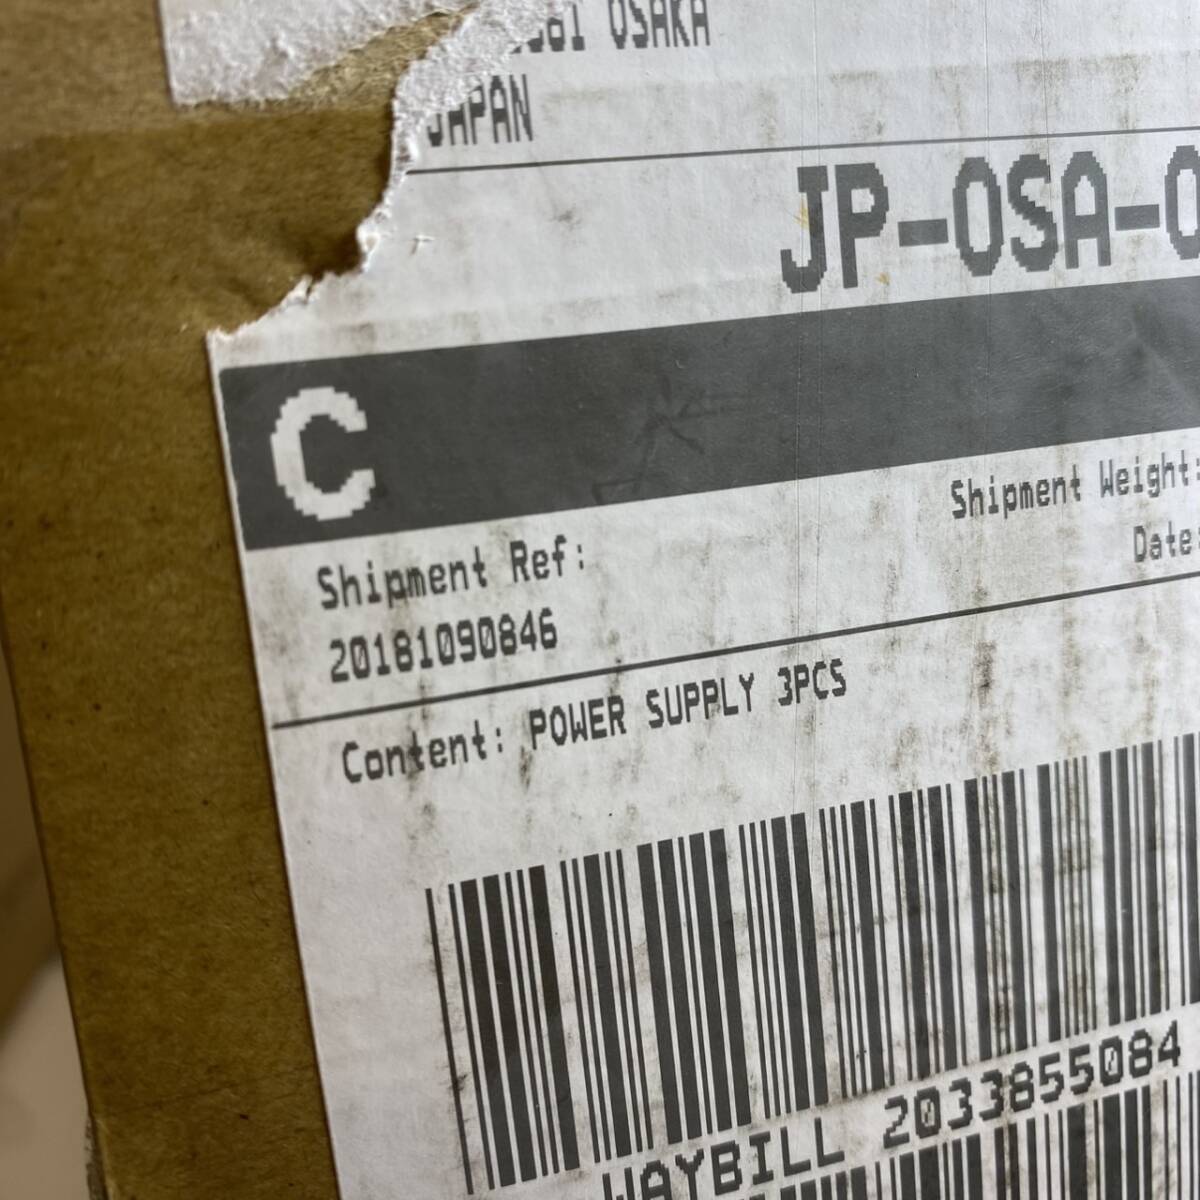 OSAKA
JAPAN
JP-OSA-
C
Shipment Weight:
Date:
Shipment Ref:
20181090846
Content: POWER SUPPLY 3PCS
WAYBILL 2033855084